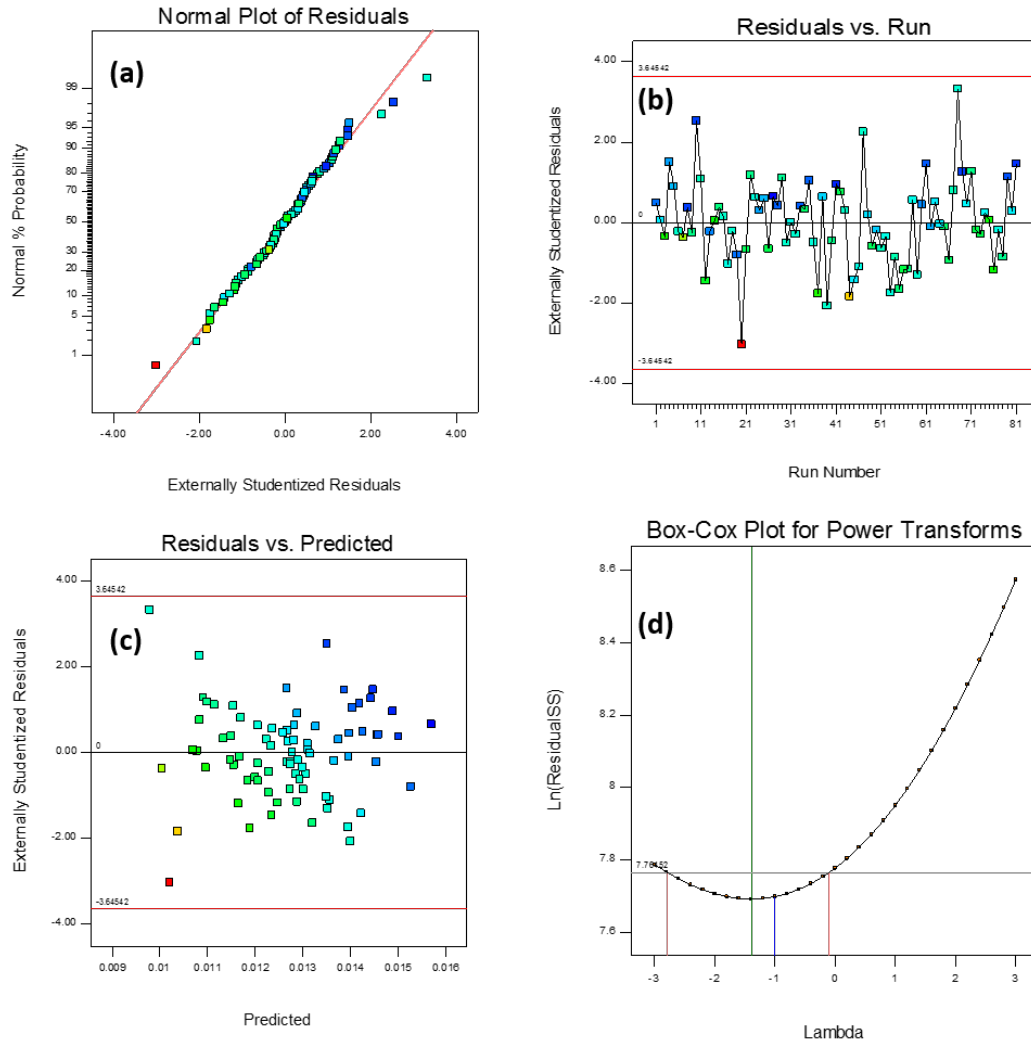 Normal Plot of Residuals
(a)
Normal % Probability
99
95
90
80
70
50
30
20
10
5
1
-4.00 -2.00 0.00 2.00 4.00
Externally Studentized Residuals
Residuals vs. Run
(b)
Externally Studentized Residuals
4.00
3.64542
2.00
0.00
0
-2.00
-3.64542
-4.00
1 11 21 31 41 51 61 71 81
Run Number
Residuals vs. Predicted
(c)
Externally Studentized Residuals
4.00
3.64542
2.00
0.00
0
-2.00
-3.64542
-4.00
0.009 0.01 0.011 0.012 0.013 0.014 0.015 0.016
Predicted
Box-Cox Plot for Power Transforms
(d)
Ln(ResidualSS)
8.6
8.4
8.2
8
7.8
7.76452
7.6
-3 -2 -1 0 1 2 3
Lambda